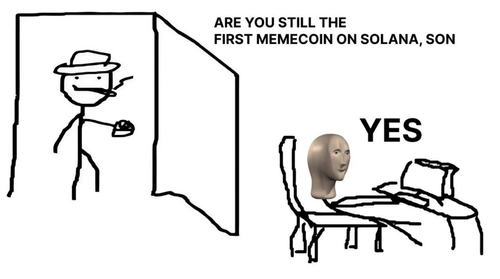 ARE YOU STILL THE
FIRST MEMECOIN ON SOLANA, SON
YES